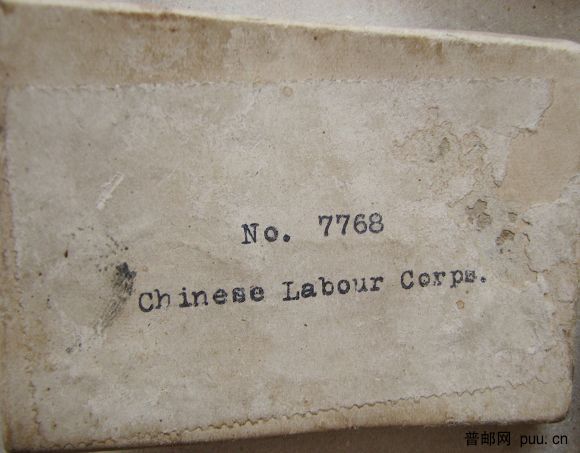 No. 7768
Chinese Labour Corps.
普邮网 puu.cn